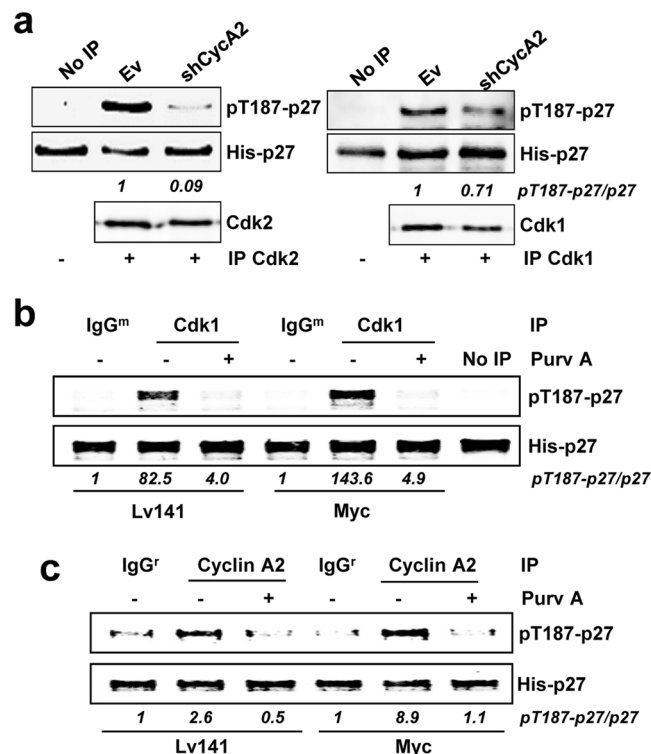 a
No IP Ev shCycA2
pT187-p27
His-p27
1 0.09
Cdk2
- + + IP Cdk2
No IP Ev shCycA2
pT187-p27
His-p27
1 0.71 pT187-p27/p27
Cdk1
- + + IP Cdk1
b
IgGᵐ Cdk1 IgGᵐ Cdk1 IP
- - + - - + No IP Purv A
pT187-p27
His-p27
1 82.5 4.0 1 143.6 4.9 pT187-p27/p27
Lv141 Myc
c
IgGʳ Cyclin A2 IgGʳ Cyclin A2 IP
- - + - - + Purv A
pT187-p27
His-p27
1 2.6 0.5 1 8.9 1.1 pT187-p27/p27
Lv141 Myc